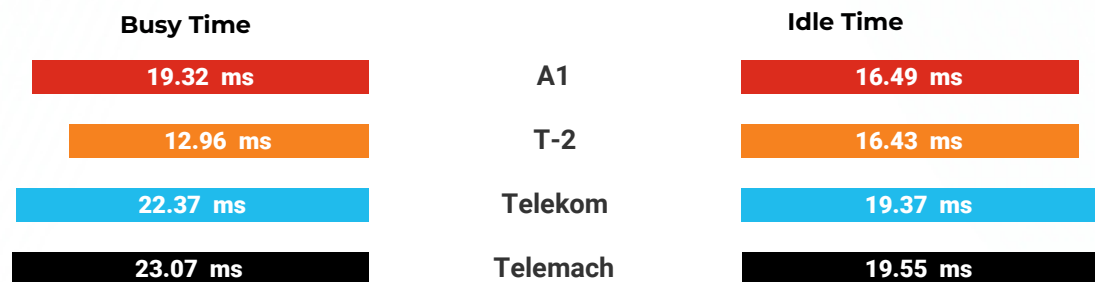 Busy Time
Idle Time
19.32 ms
A1
16.49 ms
12.96 ms
T-2
16.43 ms
22.37 ms
Telekom
19.37 ms
23.07 ms
Telemach
19.55 ms